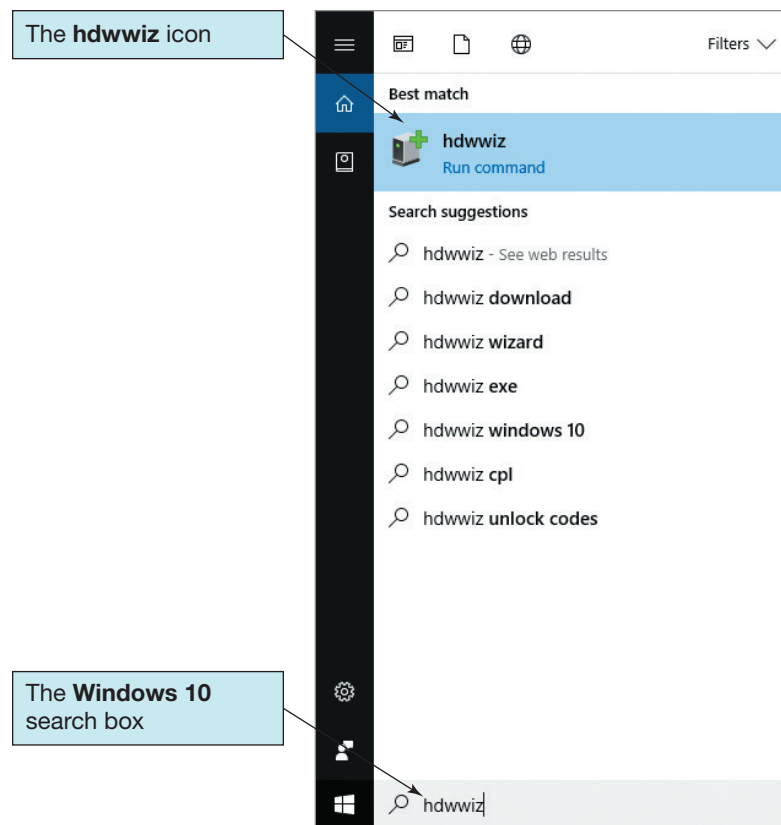 The hdwwiz icon
Filters
Best match
hdwwiz
Run command
Search suggestions
hdwwiz - See web results
hdwwiz download
hdwwiz wizard
hdwwiz exe
hdwwiz windows 10
hdwwiz cpl
hdwwiz unlock codes
The Windows 10
search box
hdwwiz